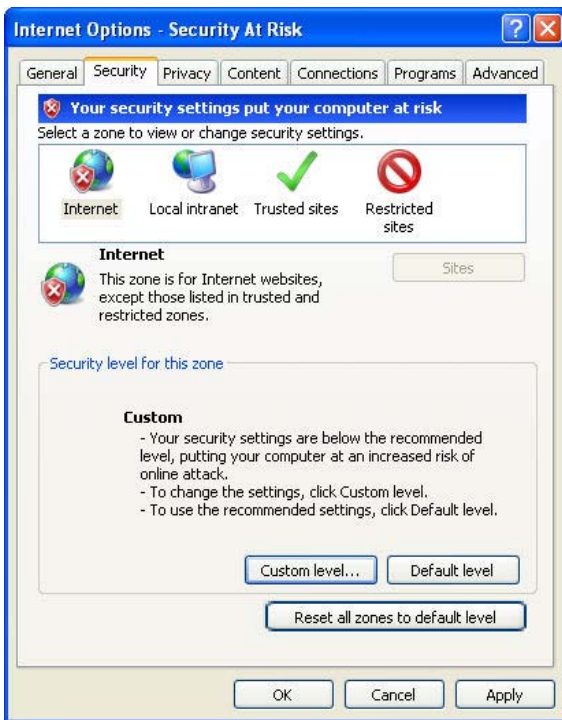 Internet Options - Security At Risk
General Security Privacy Content Connections Programs Advanced
Your security settings put your computer at risk
Select a zone to view or change security settings.
Internet Local intranet Trusted sites Restricted
sites
Internet
Sites
This zone is for Internet websites,
except those listed in trusted and
restricted zones.
Security level for this zone
Custom
- Your security settings are below the recommended
level, putting your computer at an increased risk of
online attack.
- To change the settings, click Custom level.
- To use the recommended settings, click Default level.
Custom level... Default level
Reset all zones to default level
OK Cancel Apply